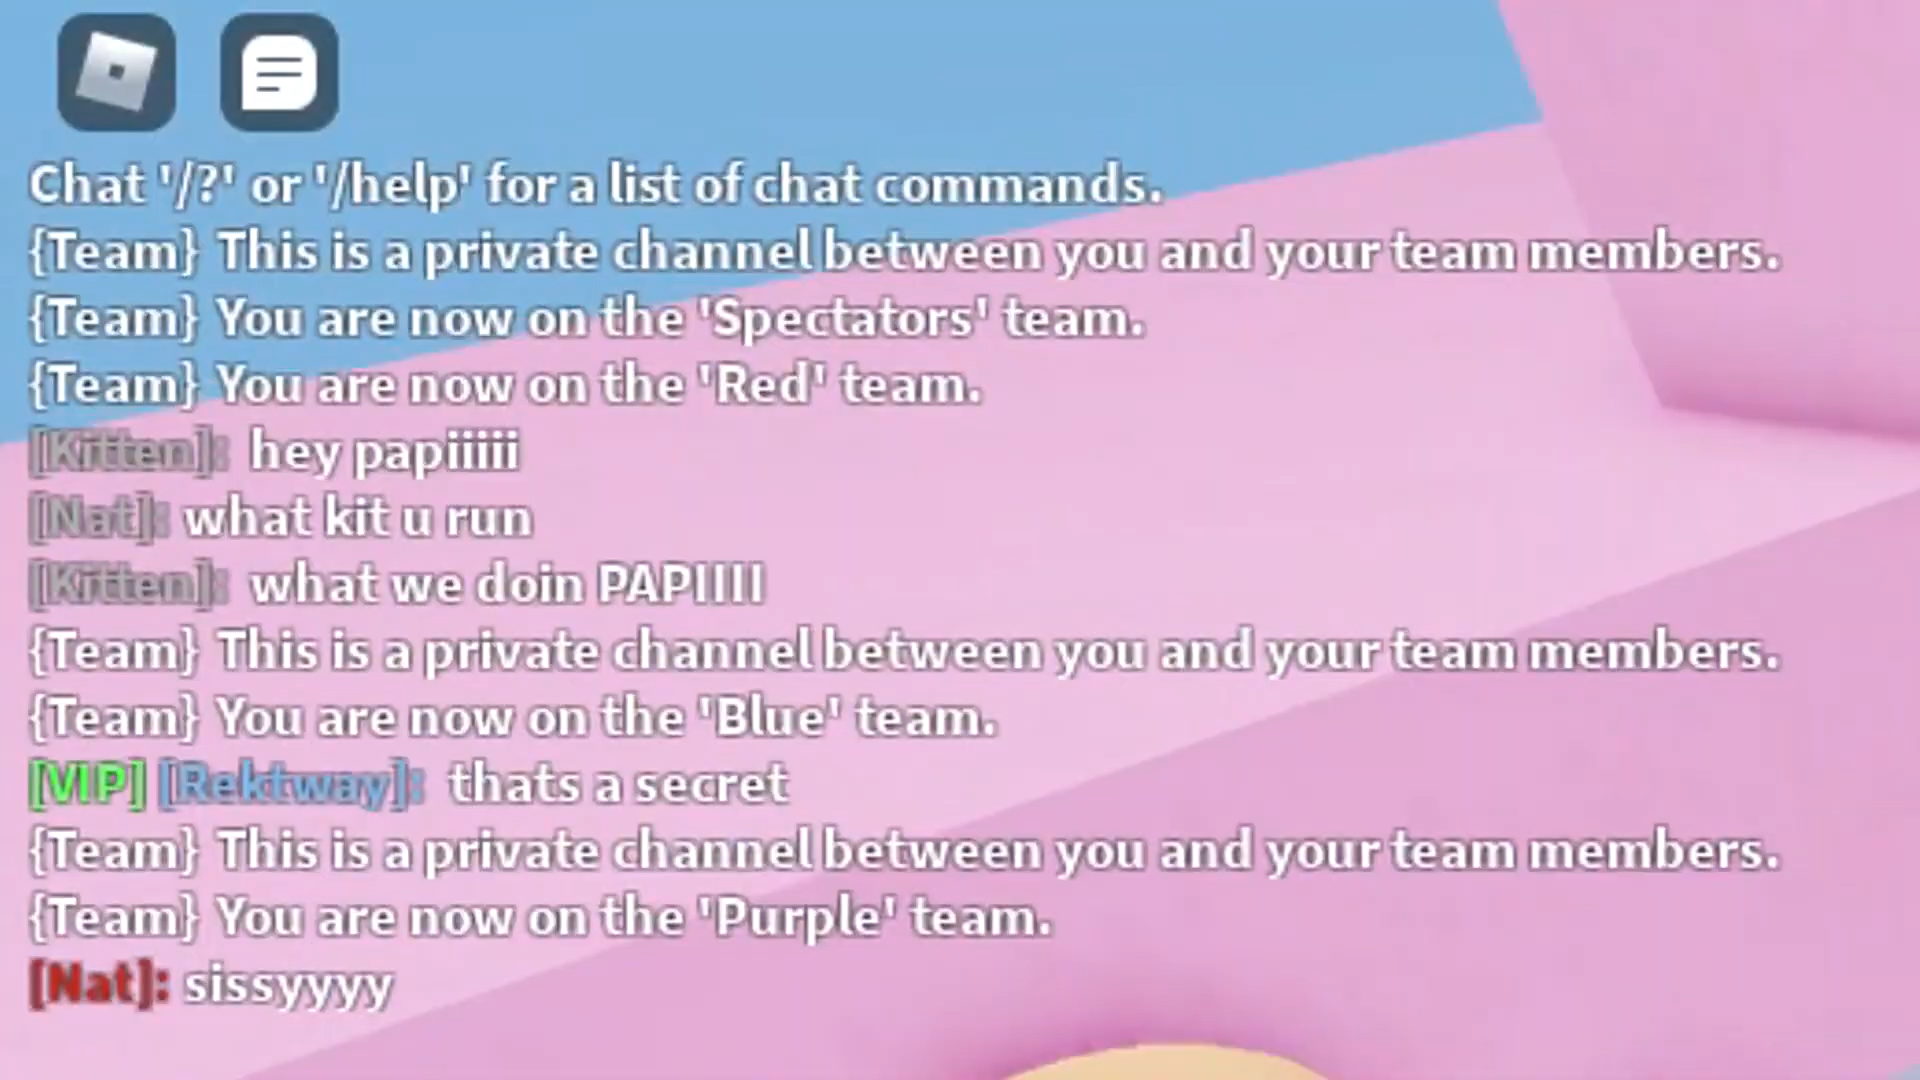 Chat '/?' or '/help' for a list of chat commands.
{Team} This is a private channel between you and your team members.
{Team} You are now on the 'Spectators' team.
{Team} You are now on the 'Red' team.
[Kitten]: hey papiiiii
[Nat]: what kit u run
[Kitten]: what we doin PAPIIII
{Team} This is a private channel between you and your team members.
{Team} You are now on the 'Blue' team.
[VIP] [Rektway]: thats a secret
{Team} This is a private channel between you and your team members.
{Team} You are now on the 'Purple' team.
[Nat]: sissyyyy